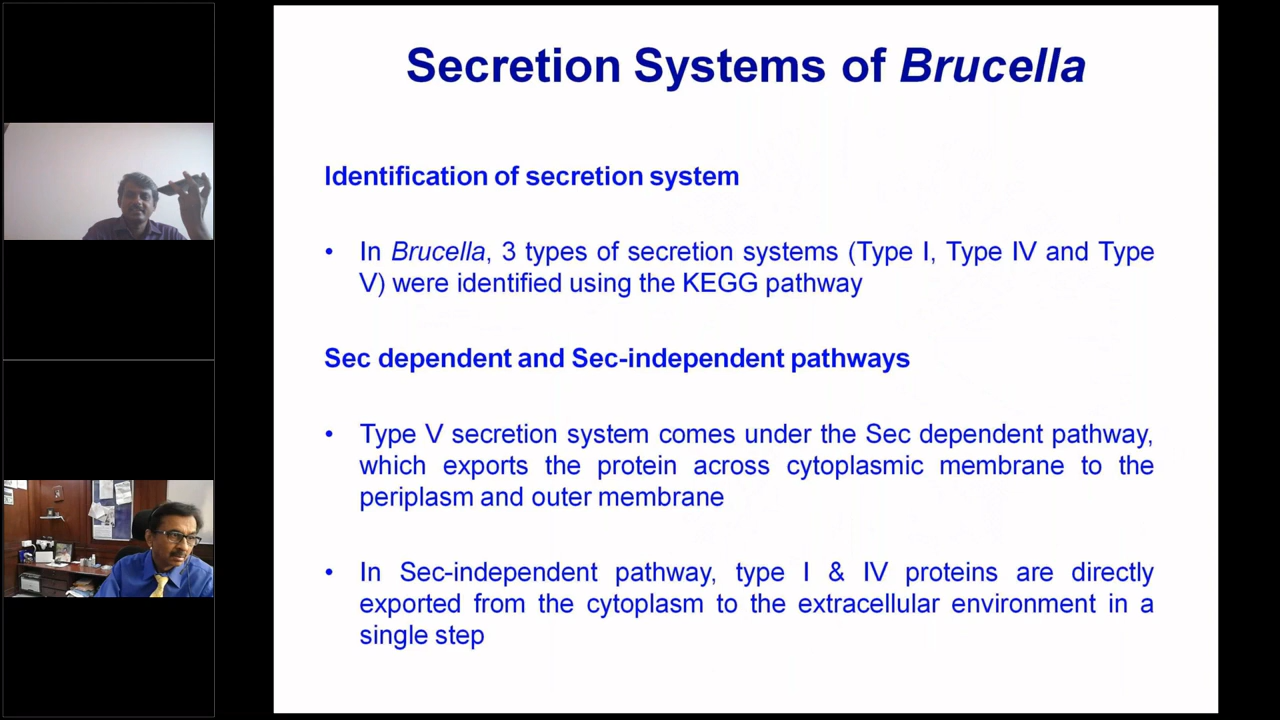 Secretion Systems of Brucella
Identification of secretion system
• In Brucella, 3 types of secretion systems (Type I, Type IV and Type
V) were identified using the KEGG pathway
Sec dependent and Sec-independent pathways
• Type V secretion system comes under the Sec dependent pathway,
which exports the protein across cytoplasmic membrane to the
periplasm and outer membrane
• In Sec-independent pathway, type I & IV proteins are directly
exported from the cytoplasm to the extracellular environment in a
single step